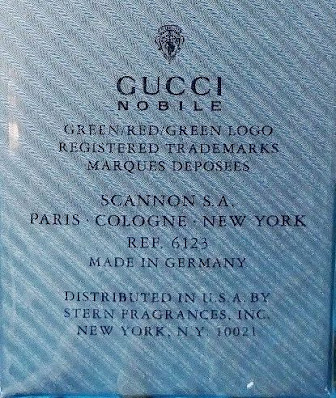 GUCCI
NOBILE
GREEN/RED/GREEN LOGO
REGISTERED TRADEMARKS
MARQUES DEPOSEES
SCANNON S.A.
PARIS · COLOGNE · NEW YORK
REF. 6123
MADE IN GERMANY
DISTRIBUTED IN U.S.A. BY
STERN FRAGRANCES, INC.
NEW YORK, N.Y. 10021